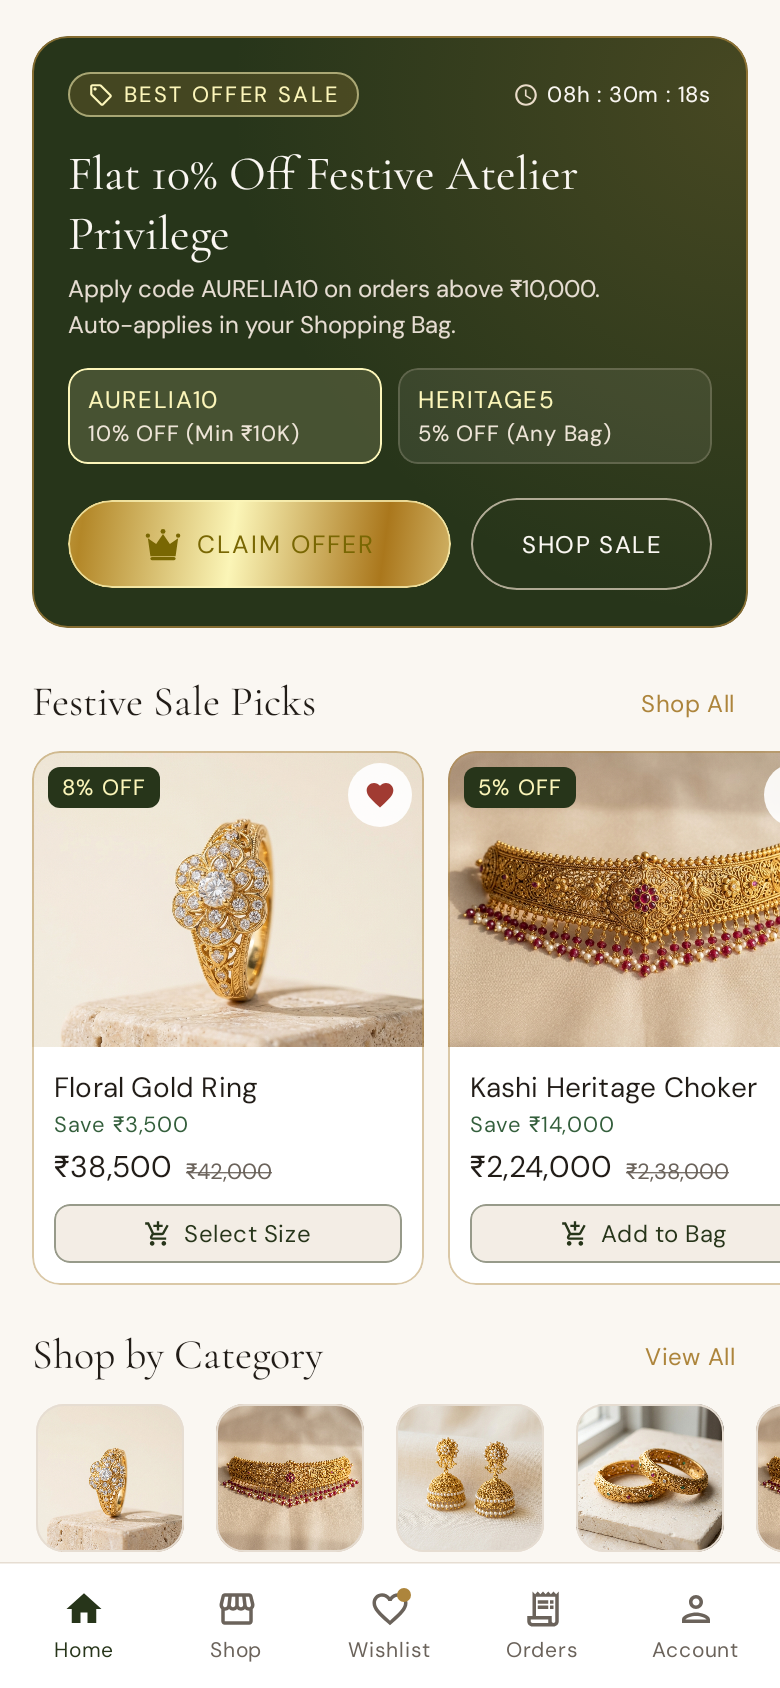 BEST OFFER SALE
08h : 30m : 18s
Flat 10% Off Festive Atelier
Privilege
Apply code AURELIA10 on orders above ₹10,000.
Auto-applies in your Shopping Bag.
AURELIA10
10% OFF (Min ₹10K)
HERITAGE5
5% OFF (Any Bag)
CLAIM OFFER
SHOP SALE
Festive Sale Picks
Shop All
8% OFF
5% OFF
Floral Gold Ring
Save ₹3,500
₹38,500 ₹42,000
Select Size
Kashi Heritage Choker
Save ₹14,000
₹2,24,000 ₹2,38,000
Add to Bag
Shop by Category
View All
Home
Shop
Wishlist
Orders
Account